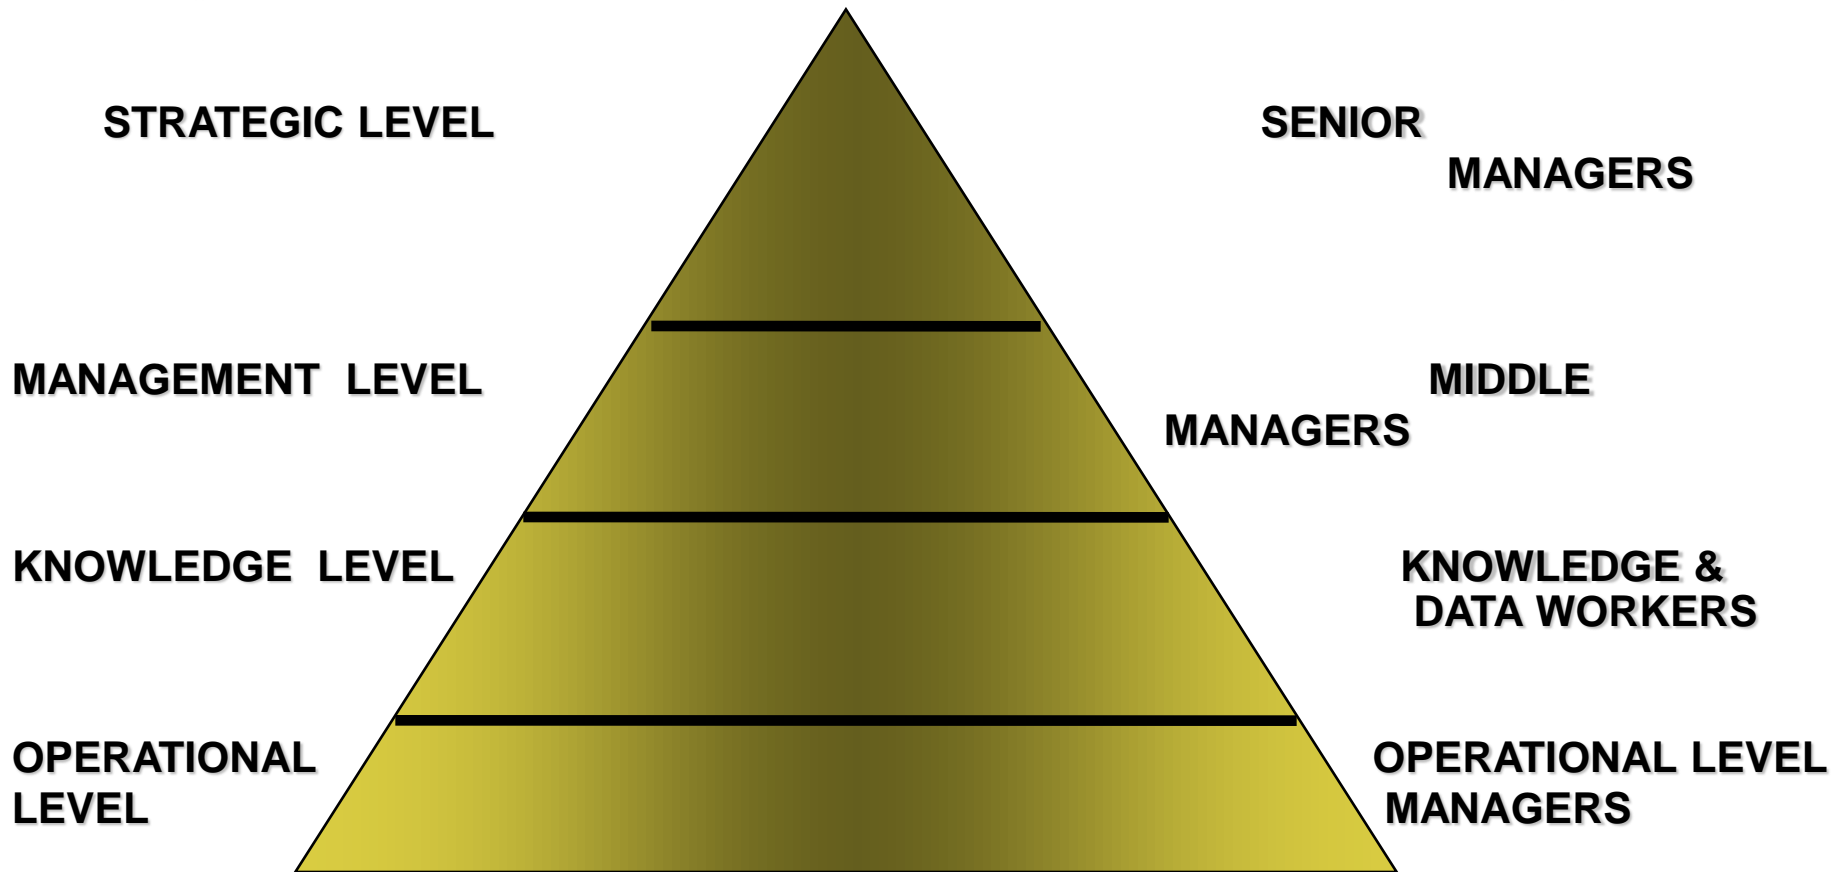 STRATEGIC LEVEL
SENIOR
MANAGERS
MANAGEMENT LEVEL
MIDDLE
MANAGERS
KNOWLEDGE LEVEL
KNOWLEDGE &
DATA WORKERS
OPERATIONAL
LEVEL
OPERATIONAL LEVEL
MANAGERS